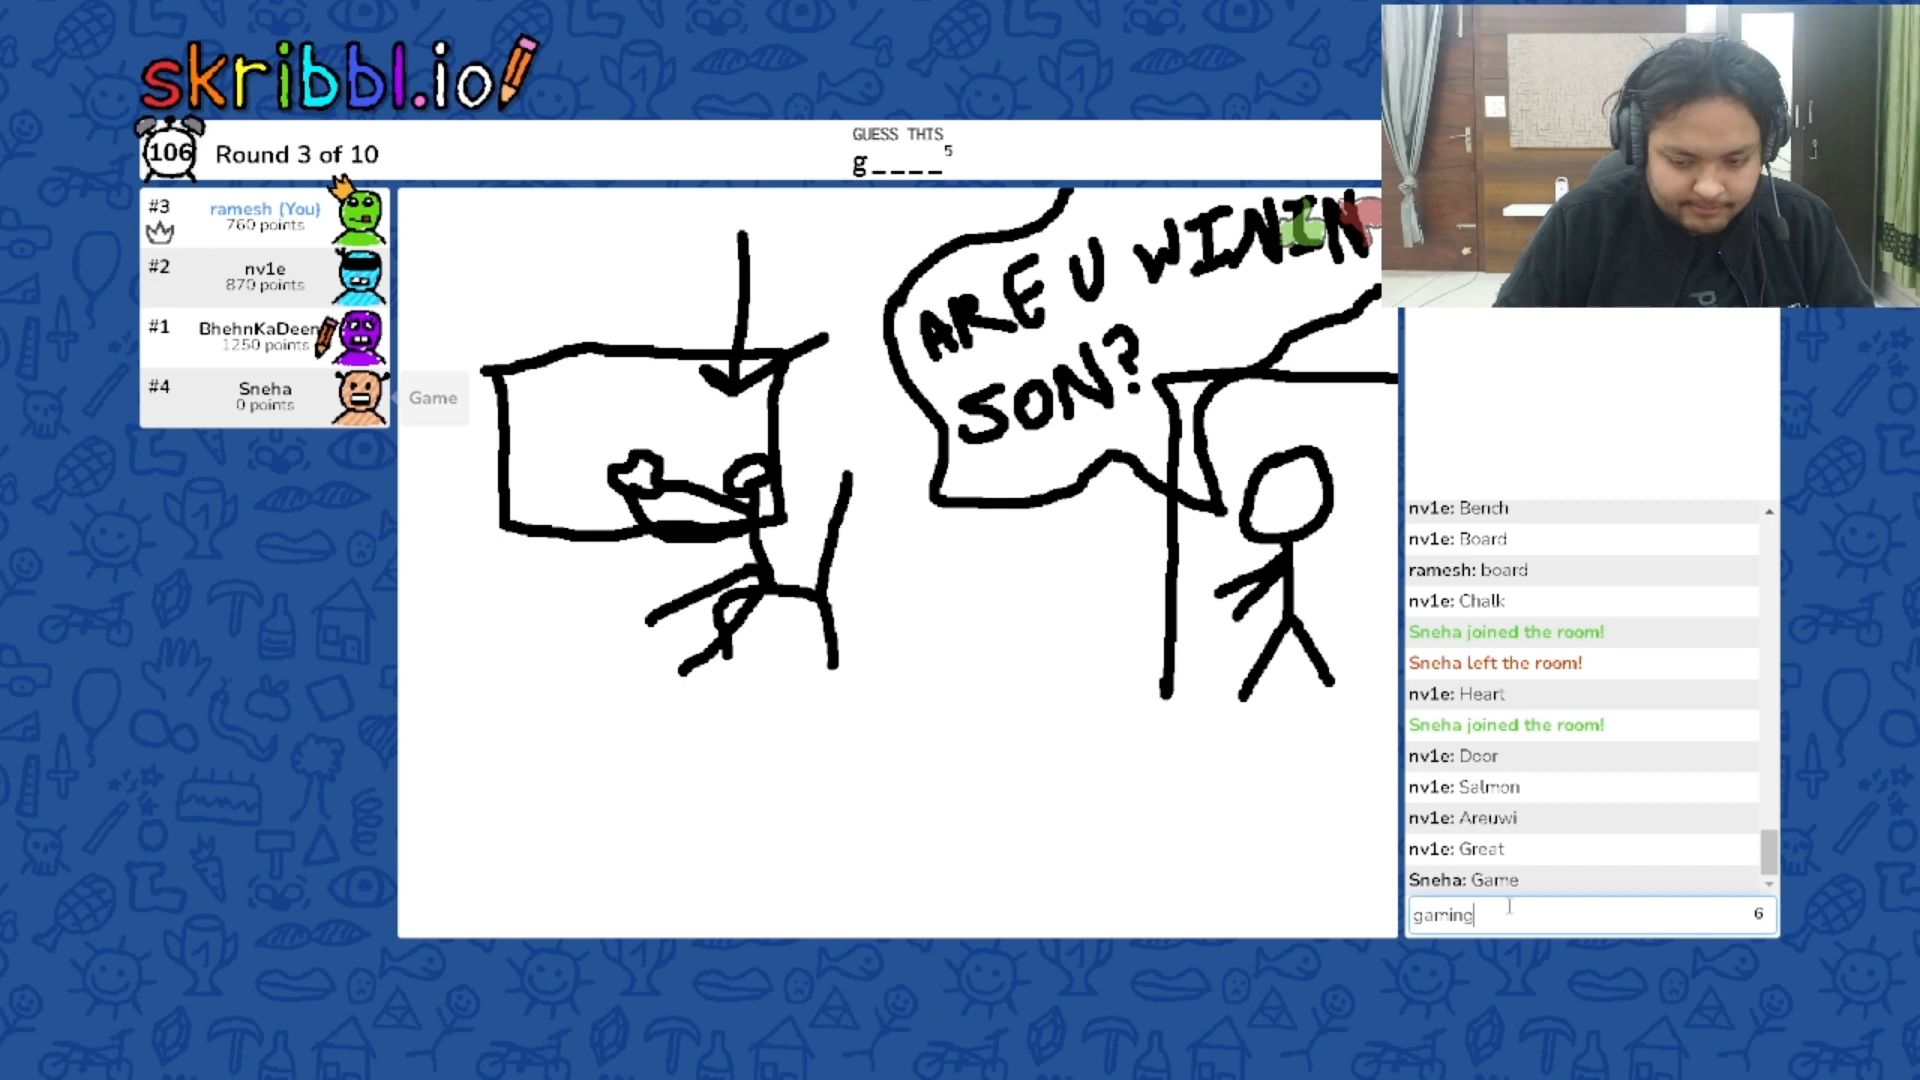 skribbl.io
106
Round 3 of 10
GUESS THIS
g____ 5
#3
ramesh (You)
760 points
#2
nv1e
870 points
#1
BhehnKaDeen
1250 points
#4
Sneha
0 points
Game
ARE U WININ
SON?
nv1e: Bench
nv1e: Board
ramesh: board
nv1e: Chalk
Sneha joined the room!
Sneha left the room!
nv1e: Heart
Sneha joined the room!
nv1e: Door
nv1e: Salmon
nv1e: Areuwi
nv1e: Great
Sneha: Game
gaming 6